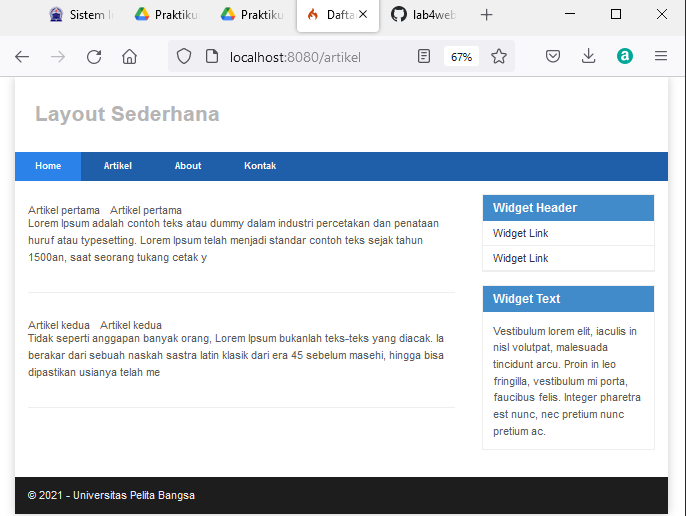 Sistem I
Praktiku
Praktiku
Dafta
lab4web
localhost:8080/artikel
67%
a
Layout Sederhana
Home Artikel About Kontak
Artikel pertama Artikel pertama
Lorem Ipsum adalah contoh teks atau dummy dalam industri percetakan dan penataan
huruf atau typesetting. Lorem Ipsum telah menjadi standar contoh teks sejak tahun
1500an, saat seorang tukang cetak y
Artikel kedua Artikel kedua
Tidak seperti anggapan banyak orang, Lorem Ipsum bukanlah teks-teks yang diacak. Ia
berakar dari sebuah naskah sastra latin klasik dari era 45 sebelum masehi, hingga bisa
dipastikan usianya telah me
Widget Header
Widget Link
Widget Link
Widget Text
Vestibulum lorem elit, iaculis in
nisl volutpat, malesuada
tincidunt arcu. Proin in leo
fringilla, vestibulum mi porta,
faucibus felis. Integer pharetra
est nunc, nec pretium nunc
pretium ac.
© 2021 - Universitas Pelita Bangsa